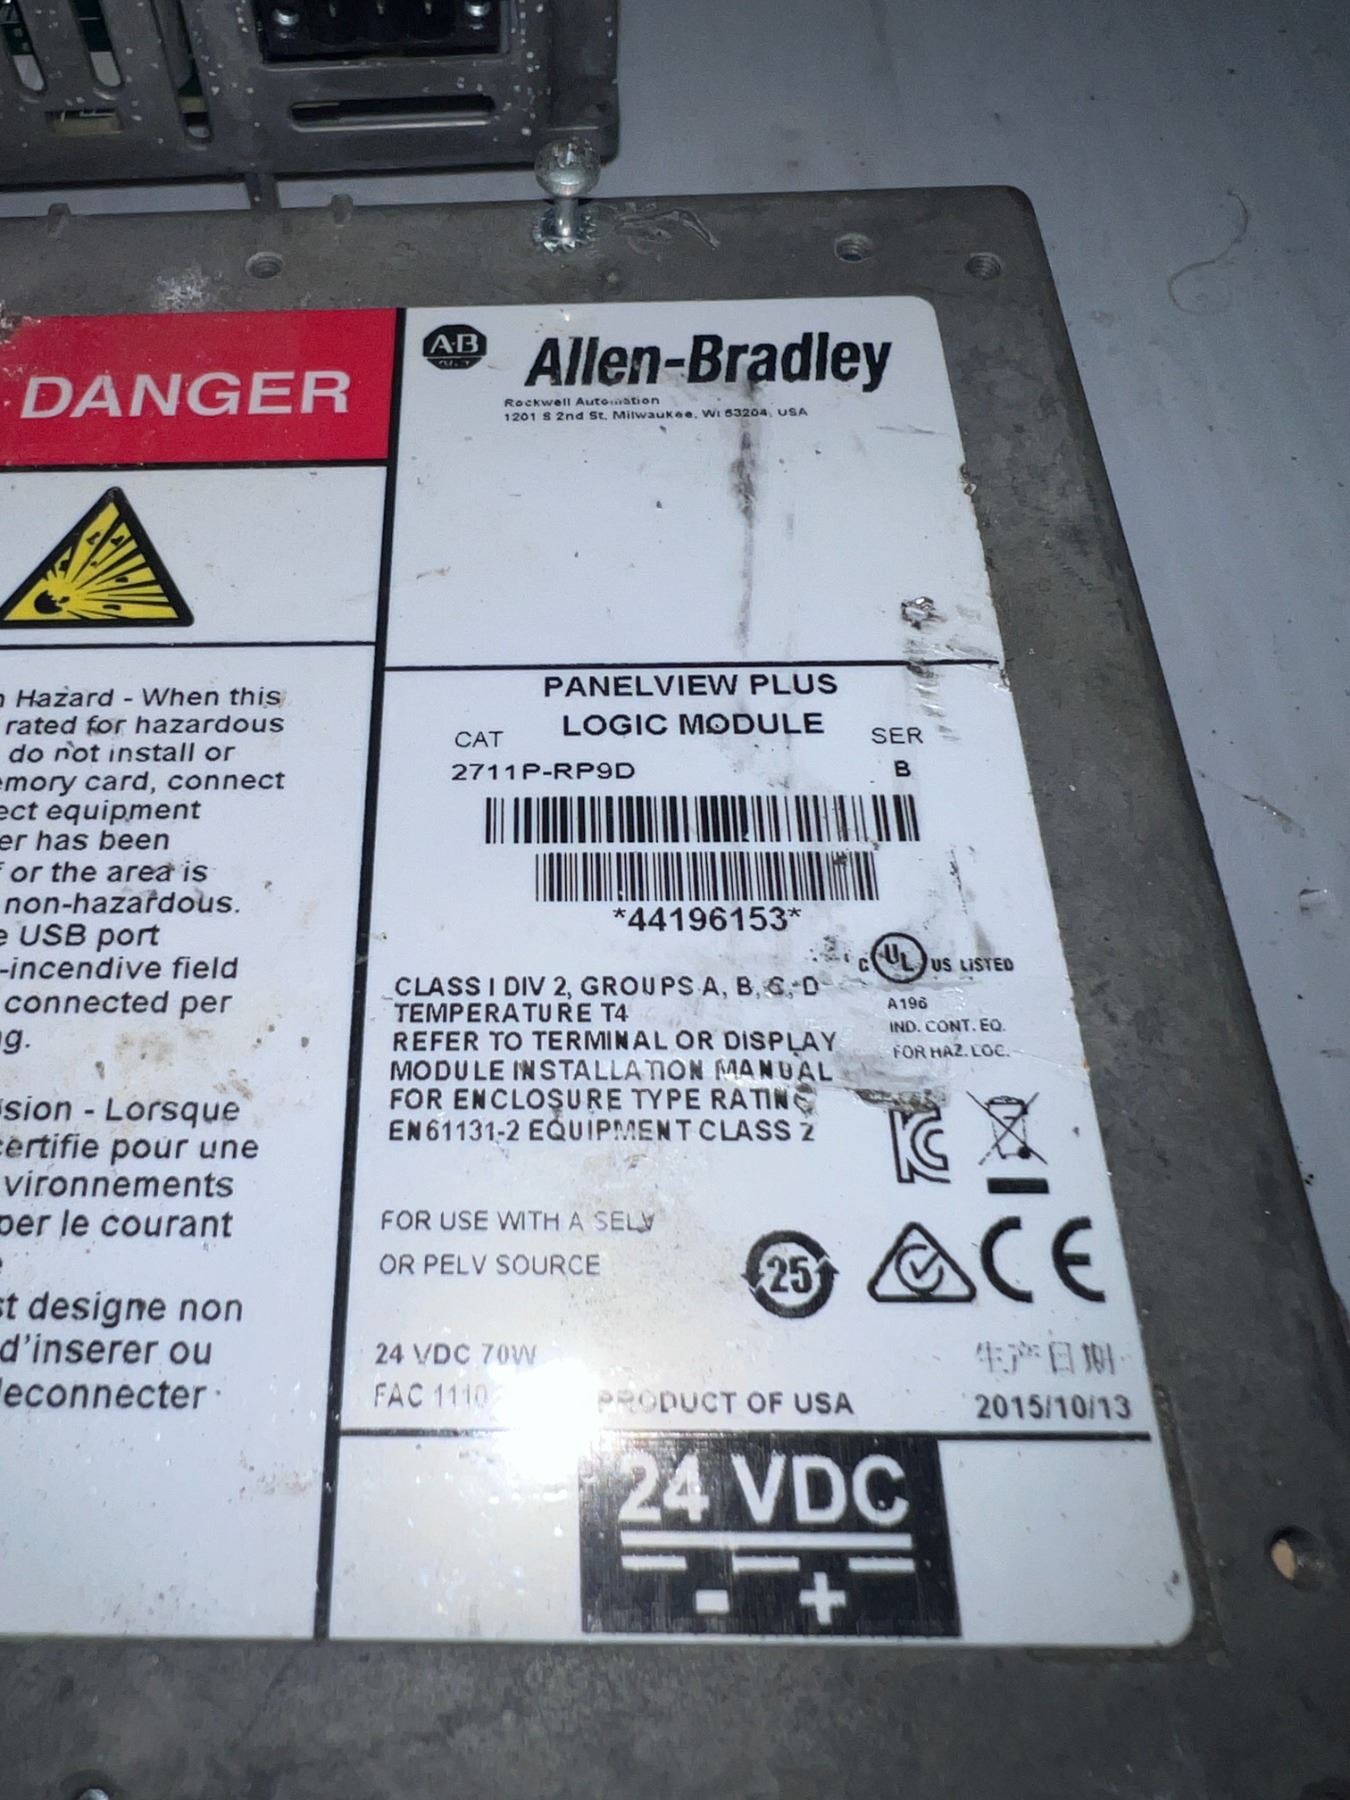 DANGER
Hazard - When this
rated for hazardous
do not install or
emory card, connect
ect equipment
er has been
or the area is
non-hazardous.
e USB port
-incendive field
connected per
g.
sion - Lorsque
certifie pour une
vironnements
per le courant
st designe non
d'inserer ou
deconnecter
AB
Allen-Bradley
Rockwell Automation
1201 S 2nd St, Milwaukee, WI 53204, USA
PANELVIEW PLUS
LOGIC MODULE
CAT SER
2711P-RP9D B
*44196153*
C UL US LISTED
A196
IND. CONT. EQ.
FOR HAZ. LOC.
CLASS I DIV 2, GROUPS A, B, C, D
TEMPERATURE T4
REFER TO TERMINAL OR DISPLAY
MODULE INSTALLATION MANUAL
FOR ENCLOSURE TYPE RATING
EN61131-2 EQUIPMENT CLASS 2
FOR USE WITH A SELV
OR PELV SOURCE
25
CE
24 VDC 70W 生产日期
FAC 1110 PRODUCT OF USA 2015/10/13
24 VDC
- +